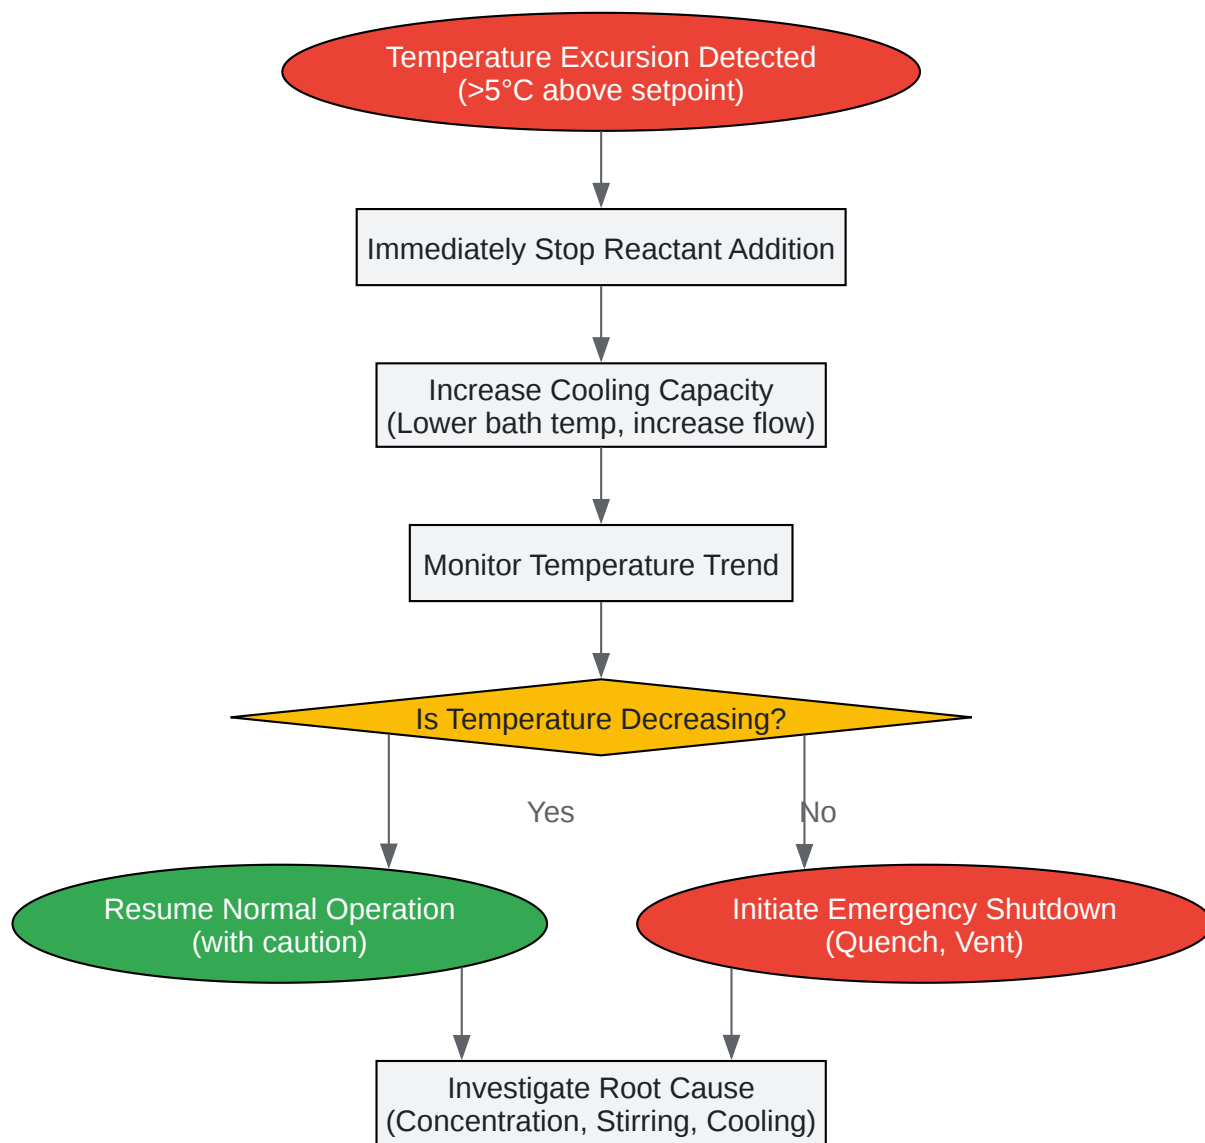 Temperature Excursion Detected
(>5°C above setpoint)
Immediately Stop Reactant Addition
Increase Cooling Capacity
(Lower bath temp, increase flow)
Monitor Temperature Trend
Is Temperature Decreasing?
Yes
No
Resume Normal Operation
(with caution)
Initiate Emergency Shutdown
(Quench, Vent)
Investigate Root Cause
(Concentration, Stirring, Cooling)